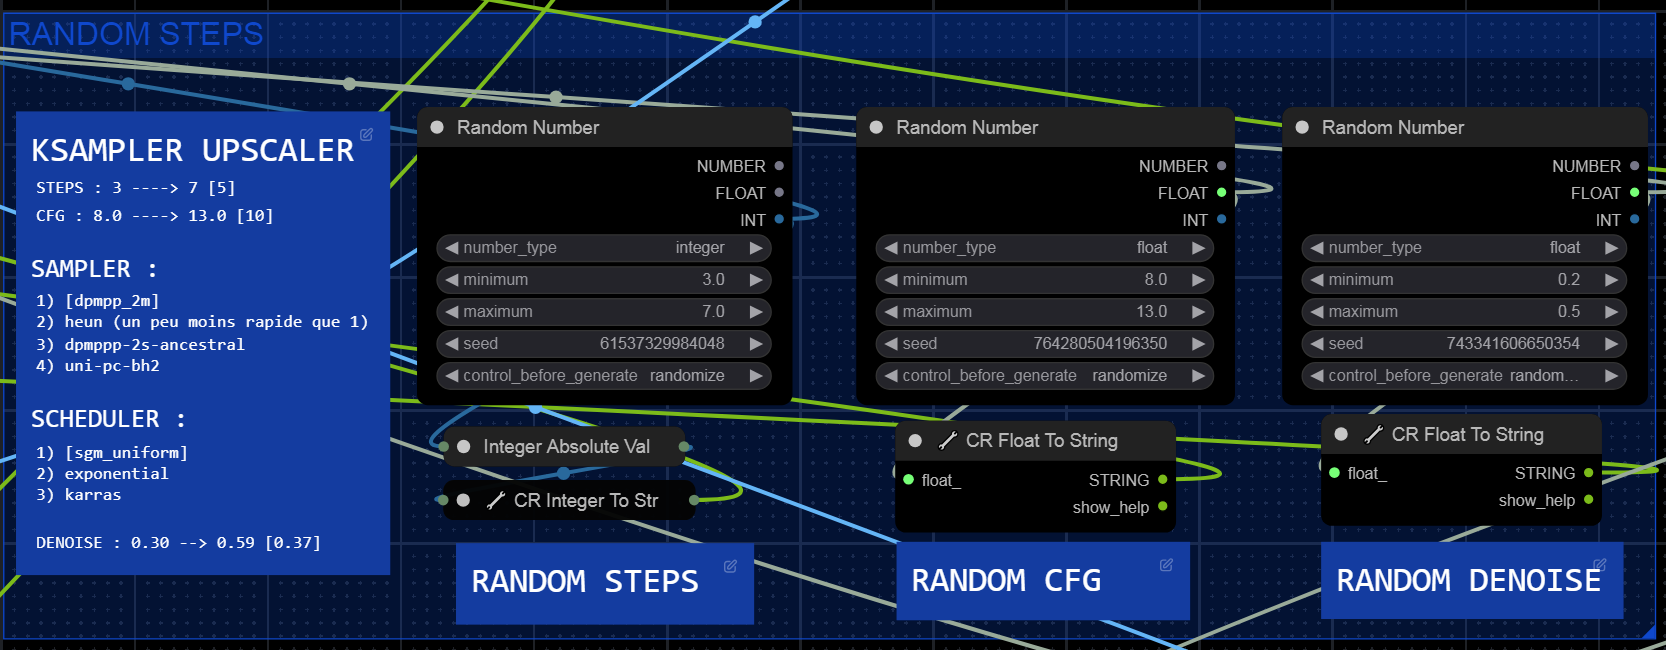 RANDOM STEPS
KSAMPLER UPSCALER
STEPS : 3 ----> 7 [5]
CFG : 8.0 ----> 13.0 [10]
SAMPLER :
1) [dpmpp_2m]
2) heun (un peu moins rapide que 1)
3) dpmppp-2s-ancestral
4) uni-pc-bh2
SCHEDULER :
1) [sgm_uniform]
2) exponential
3) karras
DENOISE : 0.30 --> 0.59 [0.37]
Random Number
NUMBER
FLOAT
INT
number_type integer
minimum 3.0
maximum 7.0
seed 61537329984048
control_before_generate randomize
Integer Absolute Val
CR Integer To Str
RANDOM STEPS
Random Number
NUMBER
FLOAT
INT
number_type float
minimum 8.0
maximum 13.0
seed 764280504196350
control_before_generate randomize
CR Float To String
float_ STRING
show_help
RANDOM CFG
Random Number
NUMBER
FLOAT
INT
number_type float
minimum 0.2
maximum 0.5
seed 743341606650354
control_before_generate random...
CR Float To String
float_ STRING
show_help
RANDOM DENOISE